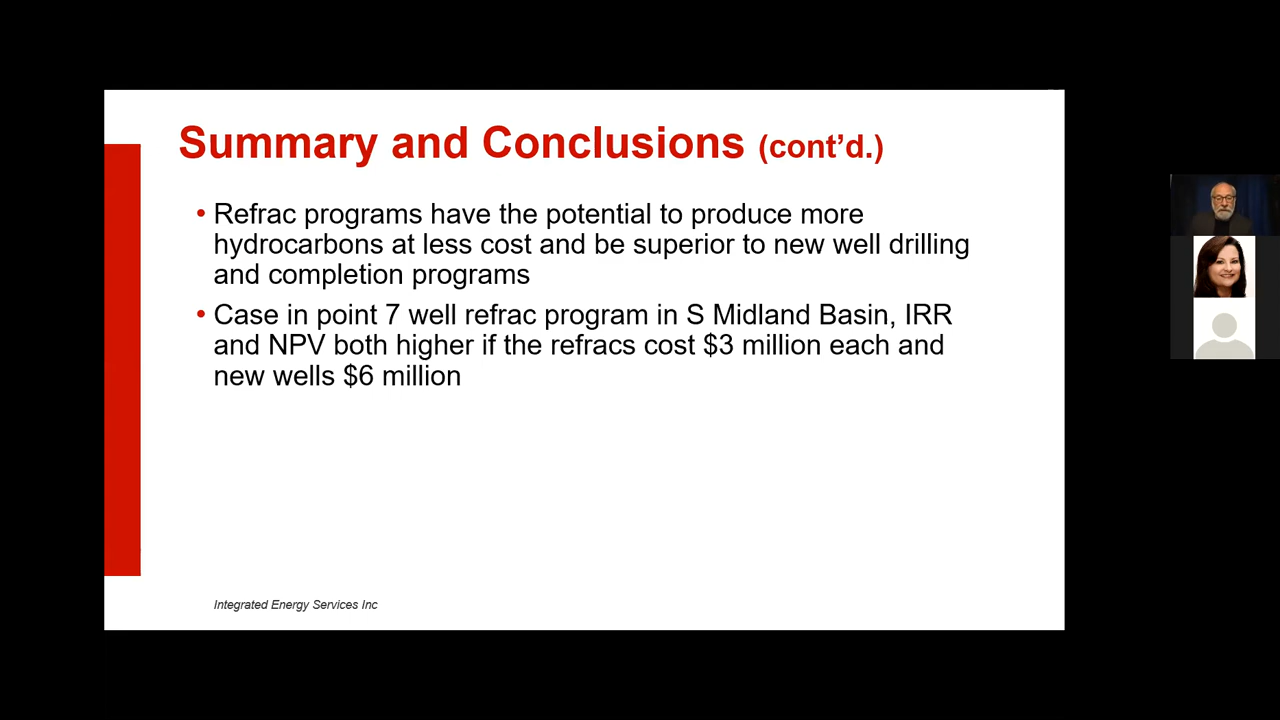 Summary and Conclusions (cont’d.)
• Refrac programs have the potential to produce more
hydrocarbons at less cost and be superior to new well drilling
and completion programs
• Case in point 7 well refrac program in S Midland Basin, IRR
and NPV both higher if the refracs cost $3 million each and
new wells $6 million
Integrated Energy Services Inc